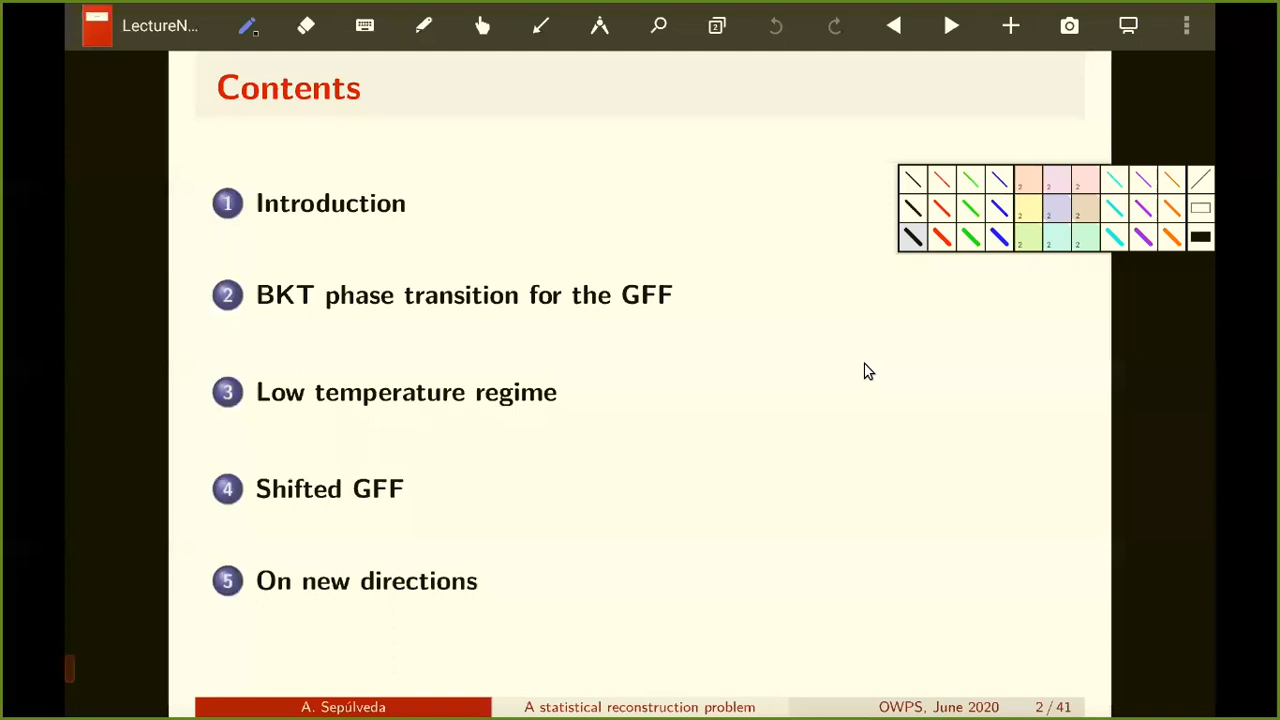 LectureN...
Contents
1 Introduction
2 BKT phase transition for the GFF
3 Low temperature regime
4 Shifted GFF
5 On new directions
A. Sepúlveda A statistical reconstruction problem OWPS, June 2020 2 / 41